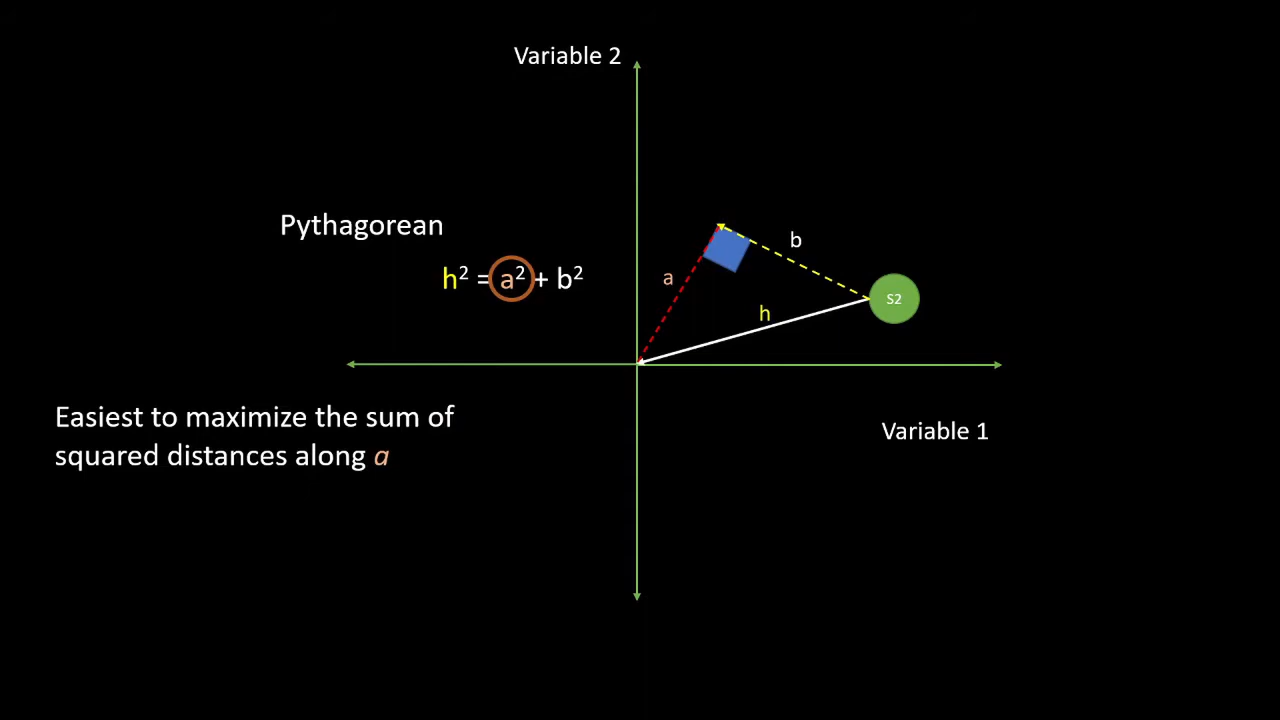 Variable 2
Pythagorean
b
h² = a² + b²
a
S2
h
Easiest to maximize the sum of
squared distances along a
Variable 1